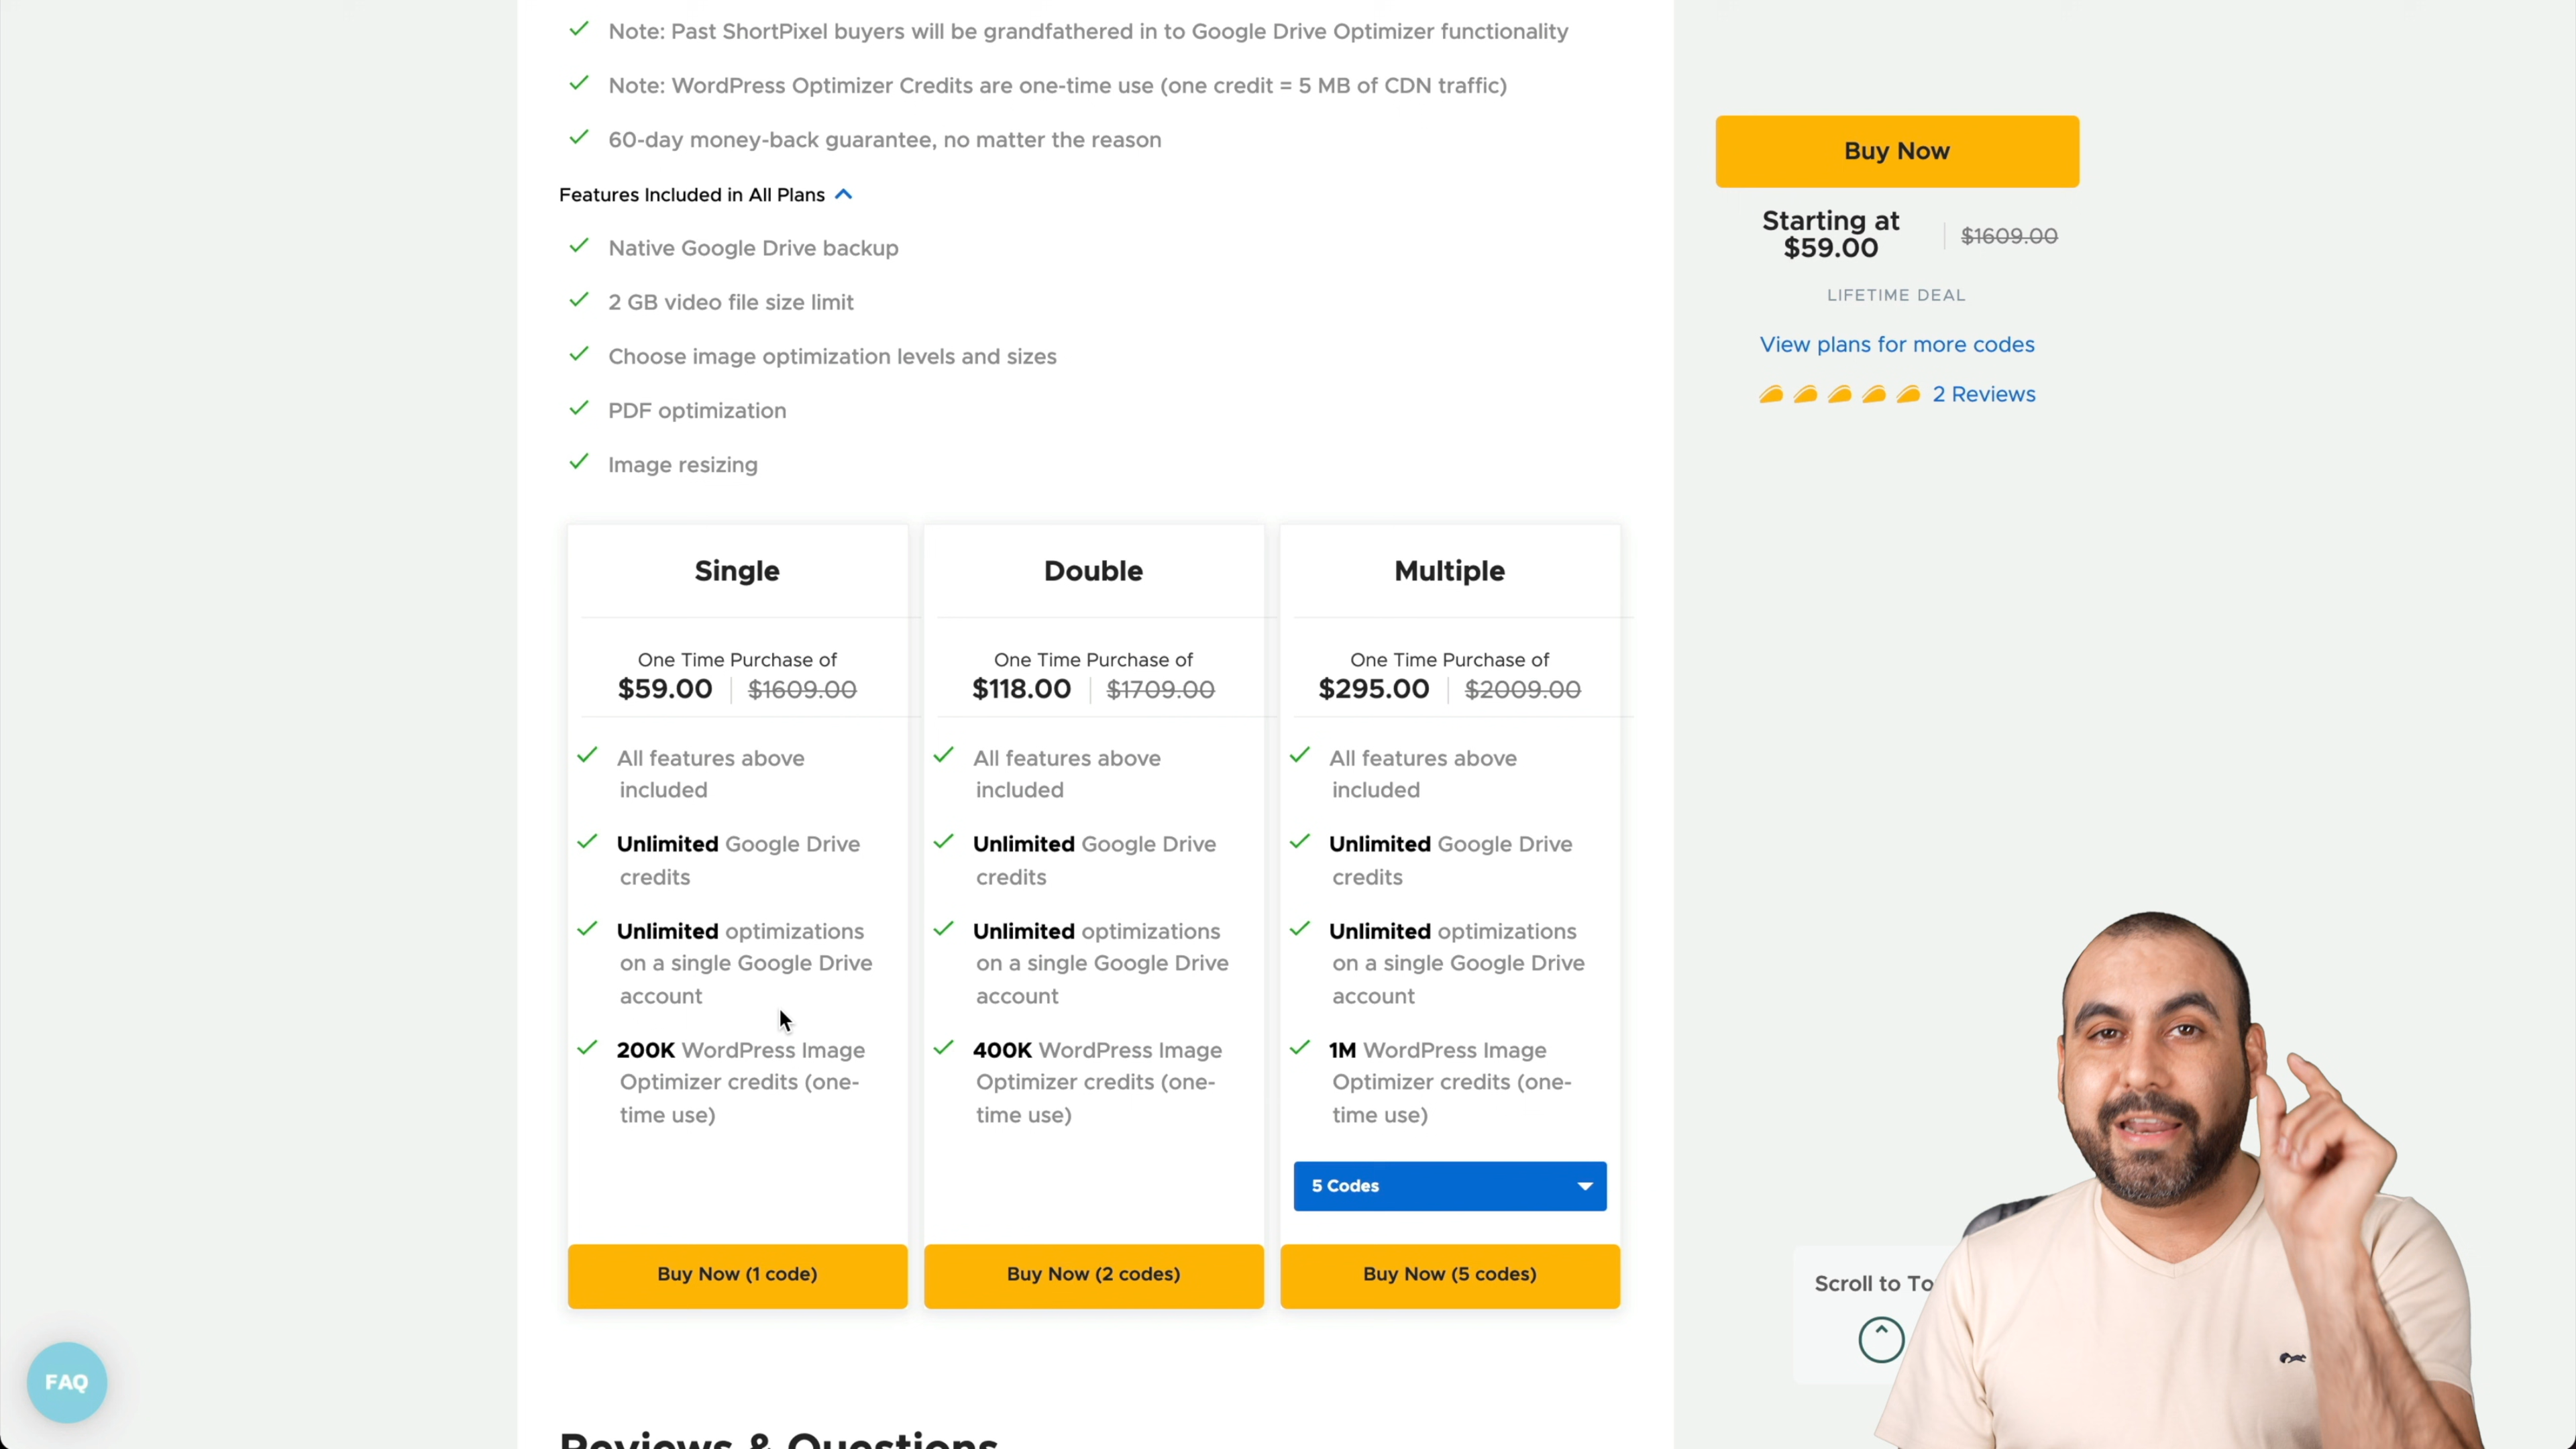 Note: Past ShortPixel buyers will be grandfathered in to Google Drive Optimizer functionality
Note: WordPress Optimizer Credits are one-time use (one credit = 5 MB of CDN traffic)
60-day money-back guarantee, no matter the reason
Features Included in All Plans
Native Google Drive backup
2 GB video file size limit
Choose image optimization levels and sizes
PDF optimization
Image resizing
Buy Now
Starting at
$59.00
$1609.00
LIFETIME DEAL
View plans for more codes
2 Reviews
Single
One Time Purchase of
$59.00 $1609.00
All features above
included
Unlimited Google Drive
credits
Unlimited optimizations
on a single Google Drive
account
200K WordPress Image
Optimizer credits (one-
time use)
Buy Now (1 code)
Double
One Time Purchase of
$118.00 $1709.00
All features above
included
Unlimited Google Drive
credits
Unlimited optimizations
on a single Google Drive
account
400K WordPress Image
Optimizer credits (one-
time use)
Buy Now (2 codes)
Multiple
One Time Purchase of
$295.00 $2009.00
All features above
included
Unlimited Google Drive
credits
Unlimited optimizations
on a single Google Drive
account
1M WordPress Image
Optimizer credits (one-
time use)
5 Codes
Buy Now (5 codes)
Scroll to To
FAQ
Reviews & Questions